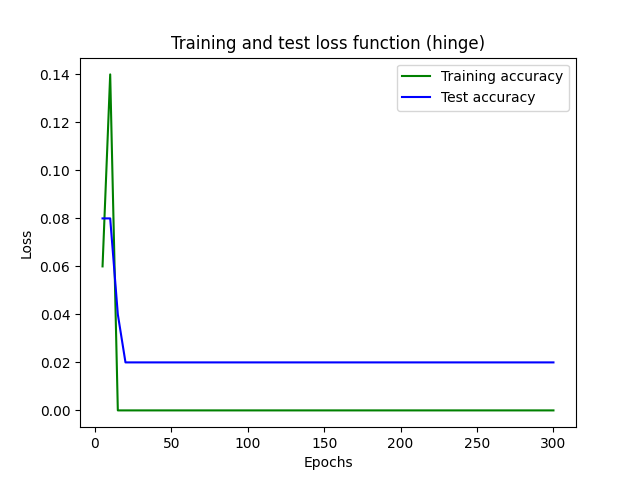 Training and test loss function (hinge)
Training accuracy
Test accuracy
Loss
0.14
0.12
0.10
0.08
0.06
0.04
0.02
0.00
0 50 100 150 200 250 300
Epochs